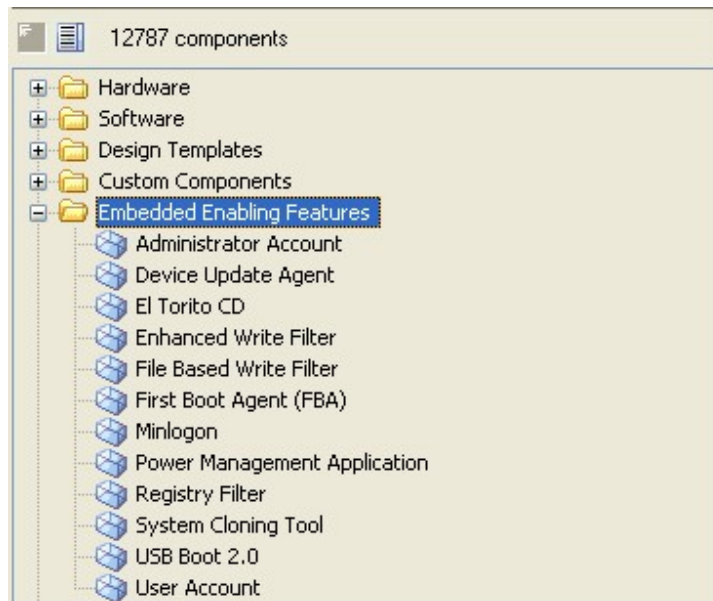 12787 components
Hardware
Software
Design Templates
Custom Components
Embedded Enabling Features
Administrator Account
Device Update Agent
El Torito CD
Enhanced Write Filter
File Based Write Filter
First Boot Agent (FBA)
Minlogon
Power Management Application
Registry Filter
System Cloning Tool
USB Boot 2.0
User Account